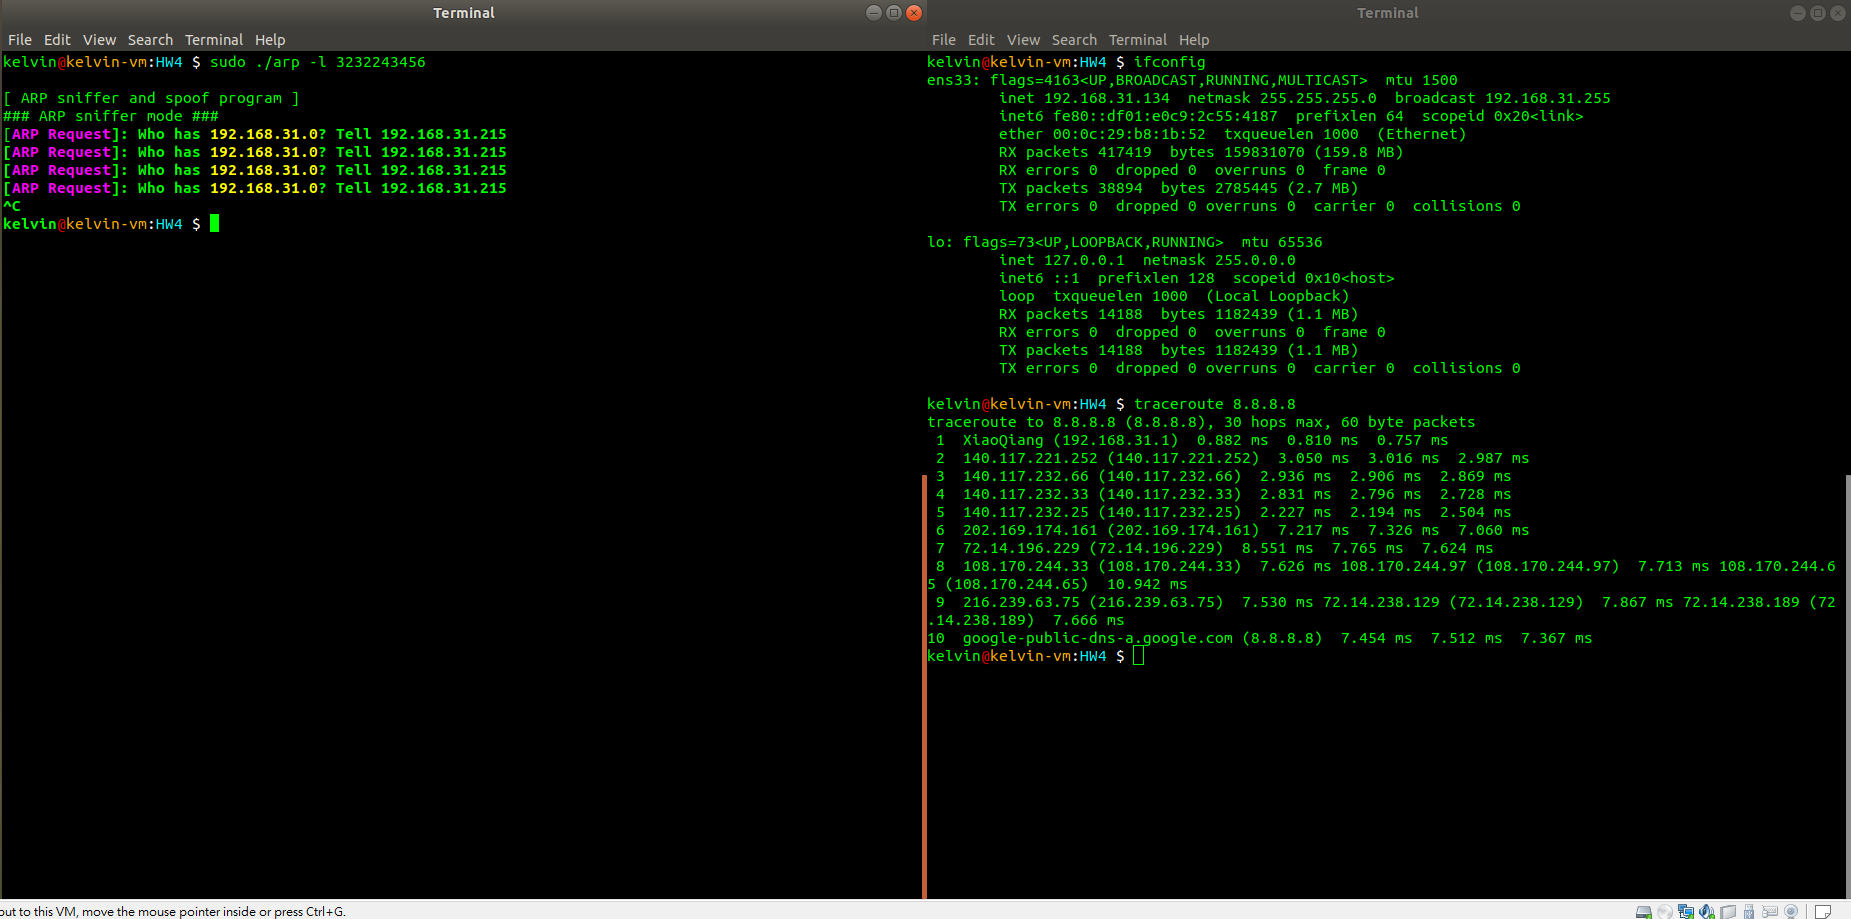 Terminal
File Edit View Search Terminal Help
kelvin@kelvin-vm:HW4 $ sudo ./arp -l 3232243456
[ ARP sniffer and spoof program ]
### ARP sniffer mode ###
[ARP Request]: Who has 192.168.31.0? Tell 192.168.31.215
[ARP Request]: Who has 192.168.31.0? Tell 192.168.31.215
[ARP Request]: Who has 192.168.31.0? Tell 192.168.31.215
[ARP Request]: Who has 192.168.31.0? Tell 192.168.31.215
^C
kelvin@kelvin-vm:HW4 $
Terminal
File Edit View Search Terminal Help
kelvin@kelvin-vm:HW4 $ ifconfig
ens33: flags=4163<UP,BROADCAST,RUNNING,MULTICAST>  mtu 1500
        inet 192.168.31.134  netmask 255.255.255.0  broadcast 192.168.31.255
        inet6 fe80::df01:e0c9:2c55:4187  prefixlen 64  scopeid 0x20<link>
        ether 00:0c:29:b8:1b:52  txqueuelen 1000  (Ethernet)
        RX packets 417419  bytes 159831070 (159.8 MB)
        RX errors 0  dropped 0  overruns 0  frame 0
        TX packets 38894  bytes 2785445 (2.7 MB)
        TX errors 0  dropped 0 overruns 0  carrier 0  collisions 0
lo: flags=73<UP,LOOPBACK,RUNNING>  mtu 65536
        inet 127.0.0.1  netmask 255.0.0.0
        inet6 ::1  prefixlen 128  scopeid 0x10<host>
        loop  txqueuelen 1000  (Local Loopback)
        RX packets 14188  bytes 1182439 (1.1 MB)
        RX errors 0  dropped 0  overruns 0  frame 0
        TX packets 14188  bytes 1182439 (1.1 MB)
        TX errors 0  dropped 0 overruns 0  carrier 0  collisions 0
kelvin@kelvin-vm:HW4 $ traceroute 8.8.8.8
traceroute to 8.8.8.8 (8.8.8.8), 30 hops max, 60 byte packets
 1  XiaoQiang (192.168.31.1)  0.882 ms  0.810 ms  0.757 ms
 2  140.117.221.252 (140.117.221.252)  3.050 ms  3.016 ms  2.987 ms
 3  140.117.232.66 (140.117.232.66)  2.936 ms  2.906 ms  2.869 ms
 4  140.117.232.33 (140.117.232.33)  2.831 ms  2.796 ms  2.728 ms
 5  140.117.232.25 (140.117.232.25)  2.227 ms  2.194 ms  2.504 ms
 6  202.169.174.161 (202.169.174.161)  7.217 ms  7.326 ms  7.060 ms
 7  72.14.196.229 (72.14.196.229)  8.551 ms  7.765 ms  7.624 ms
 8  108.170.244.33 (108.170.244.33)  7.626 ms 108.170.244.97 (108.170.244.97)  7.713 ms 108.170.244.6
5 (108.170.244.65)  10.942 ms
 9  216.239.63.75 (216.239.63.75)  7.530 ms 72.14.238.129 (72.14.238.129)  7.867 ms 72.14.238.189 (72
.14.238.189)  7.666 ms
10  google-public-dns-a.google.com (8.8.8.8)  7.454 ms  7.512 ms  7.367 ms
kelvin@kelvin-vm:HW4 $
out to this VM, move the mouse pointer inside or press Ctrl+G.